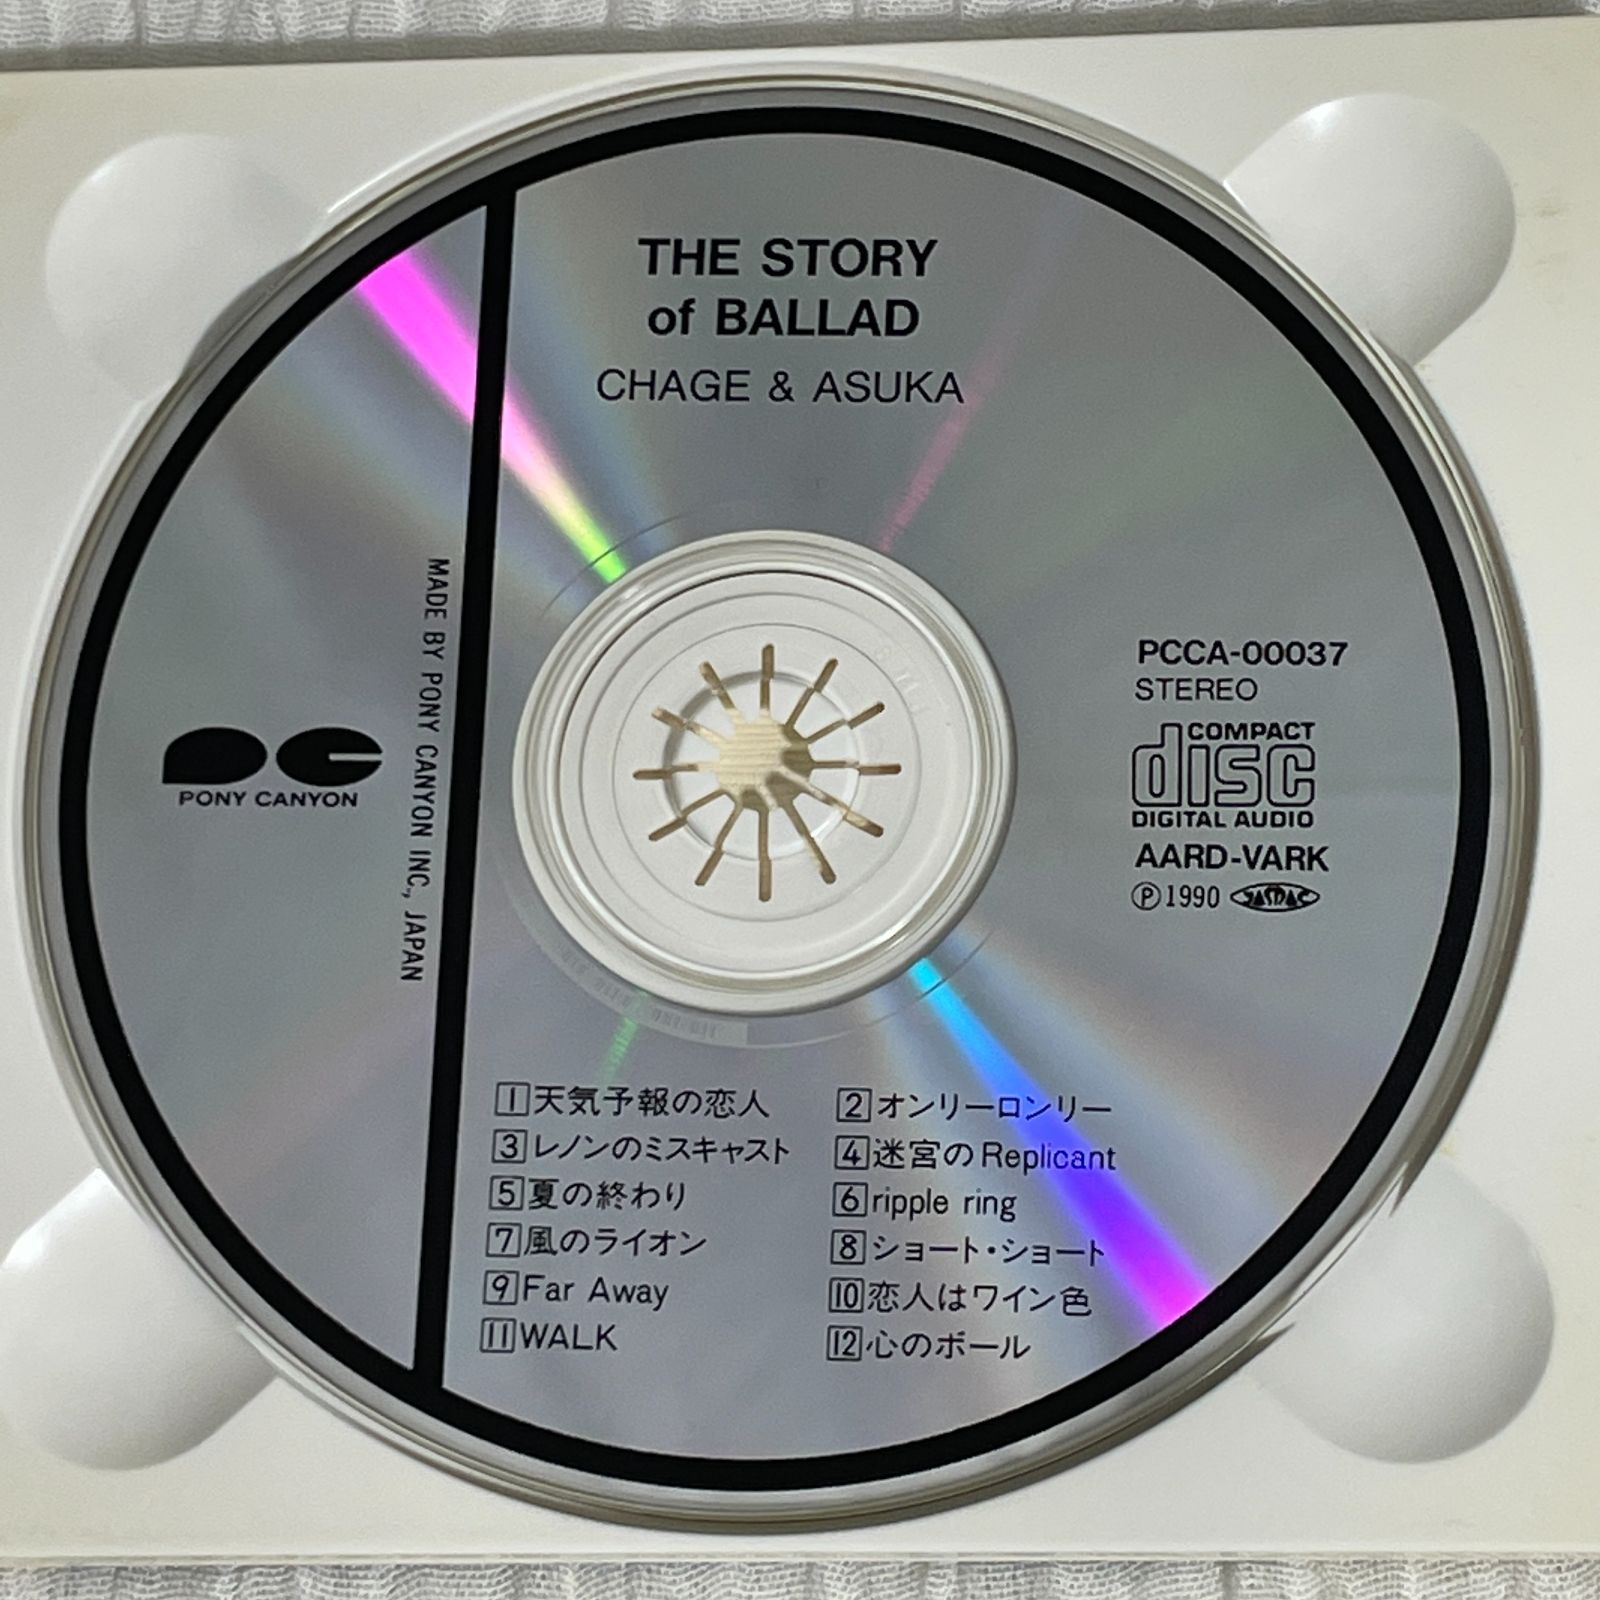 THE STORY
of BALLAD
CHAGE & ASUKA
MADE BY PONY CANYON INC., JAPAN
PONY CANYON
PCCA-00037
STEREO
COMPACT
disc
DIGITAL AUDIO
AARD-VARK
Ⓟ1990 JASRAC
1 天気予報の恋人
2 オンリーロンリー
3 レノンのミスキャスト
4 迷宮のReplicant
5 夏の終わり
6 ripple ring
7 風のライオン
8 ショート・ショート
9 Far Away
10 恋人はワイン色
11 WALK
12 心のボール